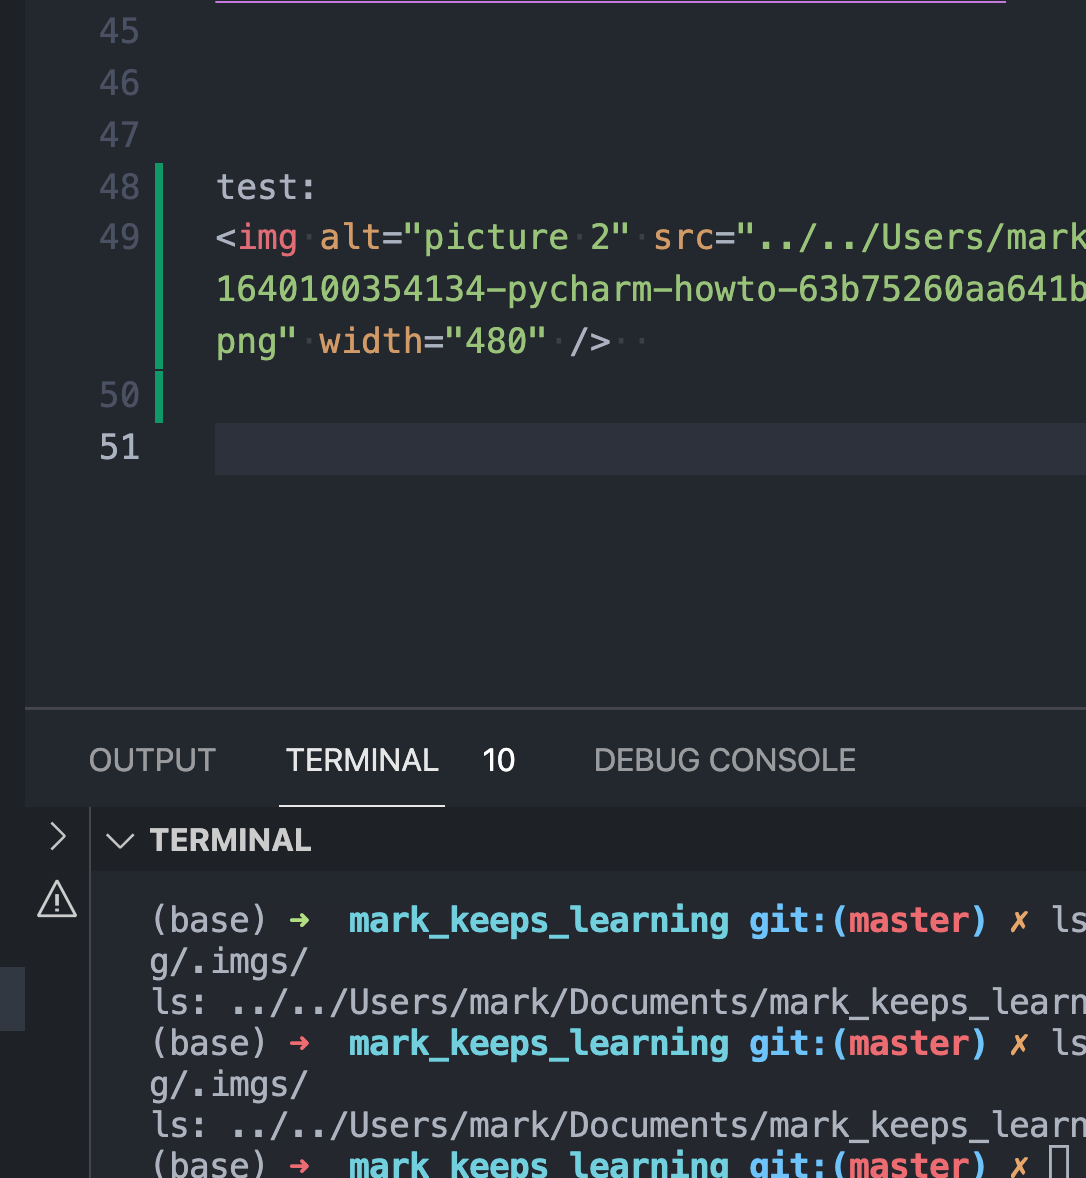 45
46
47
48 test:
49 <img alt="picture 2" src="../../Users/mark
1640100354134-pycharm-howto-63b75260aa641b
png" width="480" />
50
51
OUTPUT TERMINAL 10 DEBUG CONSOLE
TERMINAL
(base) ➜ mark_keeps_learning git:(master) ✗ ls
g/.imgs/
ls: ../../Users/mark/Documents/mark_keeps_learn
(base) ➜ mark_keeps_learning git:(master) ✗ ls
g/.imgs/
ls: ../../Users/mark/Documents/mark_keeps_learn
(base) ➜ mark_keeps_learning git:(master) ✗